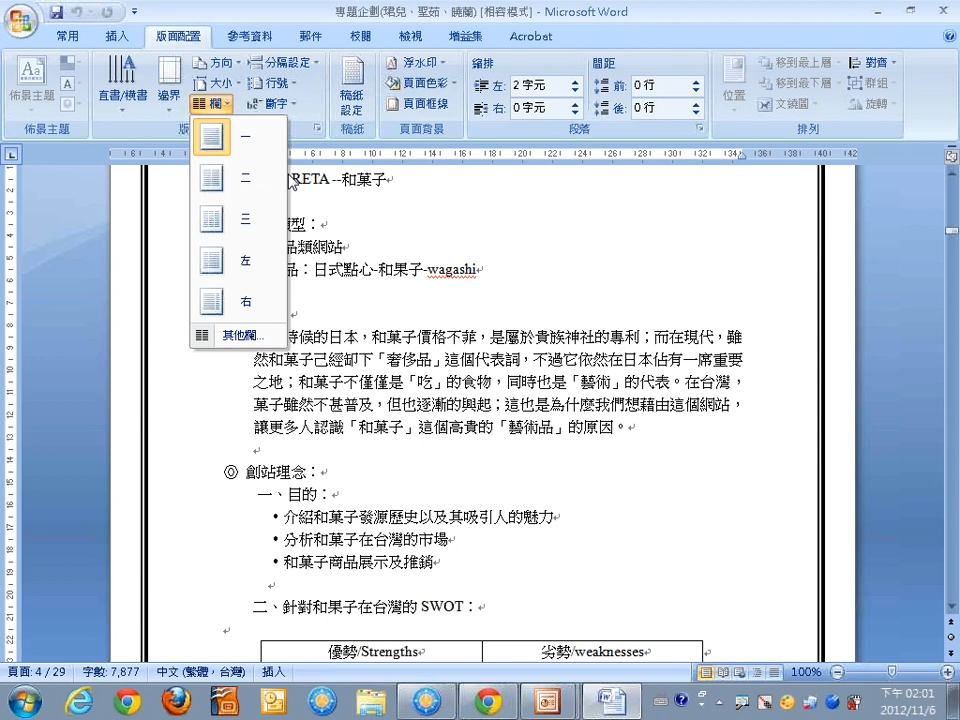 專題企劃(珺兒、聖茹、曉蘭) [相容模式] - Microsoft Word
常用 插入 版面配置 參考資料 郵件 校閱 檢視 增益集 Acrobat
佈景主題 直書/橫書 邊界 方向 大小 欄 分隔設定 行號 斷字 稿紙設定 浮水印 頁面色彩 頁面框線 縮排 左: 2 字元 右: 0 字元 間距 前: 0 行 後: 0 行 位置 移到最上層 移到最下層 文繞圖 對齊 群組 旋轉
佈景主題 版 稿紙 頁面背景 段落 排列
一
二
三
左
右
其他欄...
RETA --和菓子
類型：
品類網站
品：日式點心-和果子-wagashi
時候的日本，和菓子價格不菲，是屬於貴族神社的專利；而在現代，雖
然和菓子己經卸下「奢侈品」這個代表詞，不過它依然在日本佔有一席重要
之地；和菓子不僅僅是「吃」的食物，同時也是「藝術」的代表。在台灣，
菓子雖然不甚普及，但也逐漸的興起；這也是為什麼我們想藉由這個網站，
讓更多人認識「和菓子」這個高貴的「藝術品」的原因。
◎ 創站理念：
一、目的：
•介紹和菓子發源歷史以及其吸引人的魅力
•分析和菓子在台灣的市場
•和菓子商品展示及推銷
二、針對和果子在台灣的 SWOT：
優勢/Strengths 劣勢/weaknesses
頁面: 4 / 29 字數: 7,877 中文 (繁體，台灣) 插入 100%
下午 02:01
2012/11/6